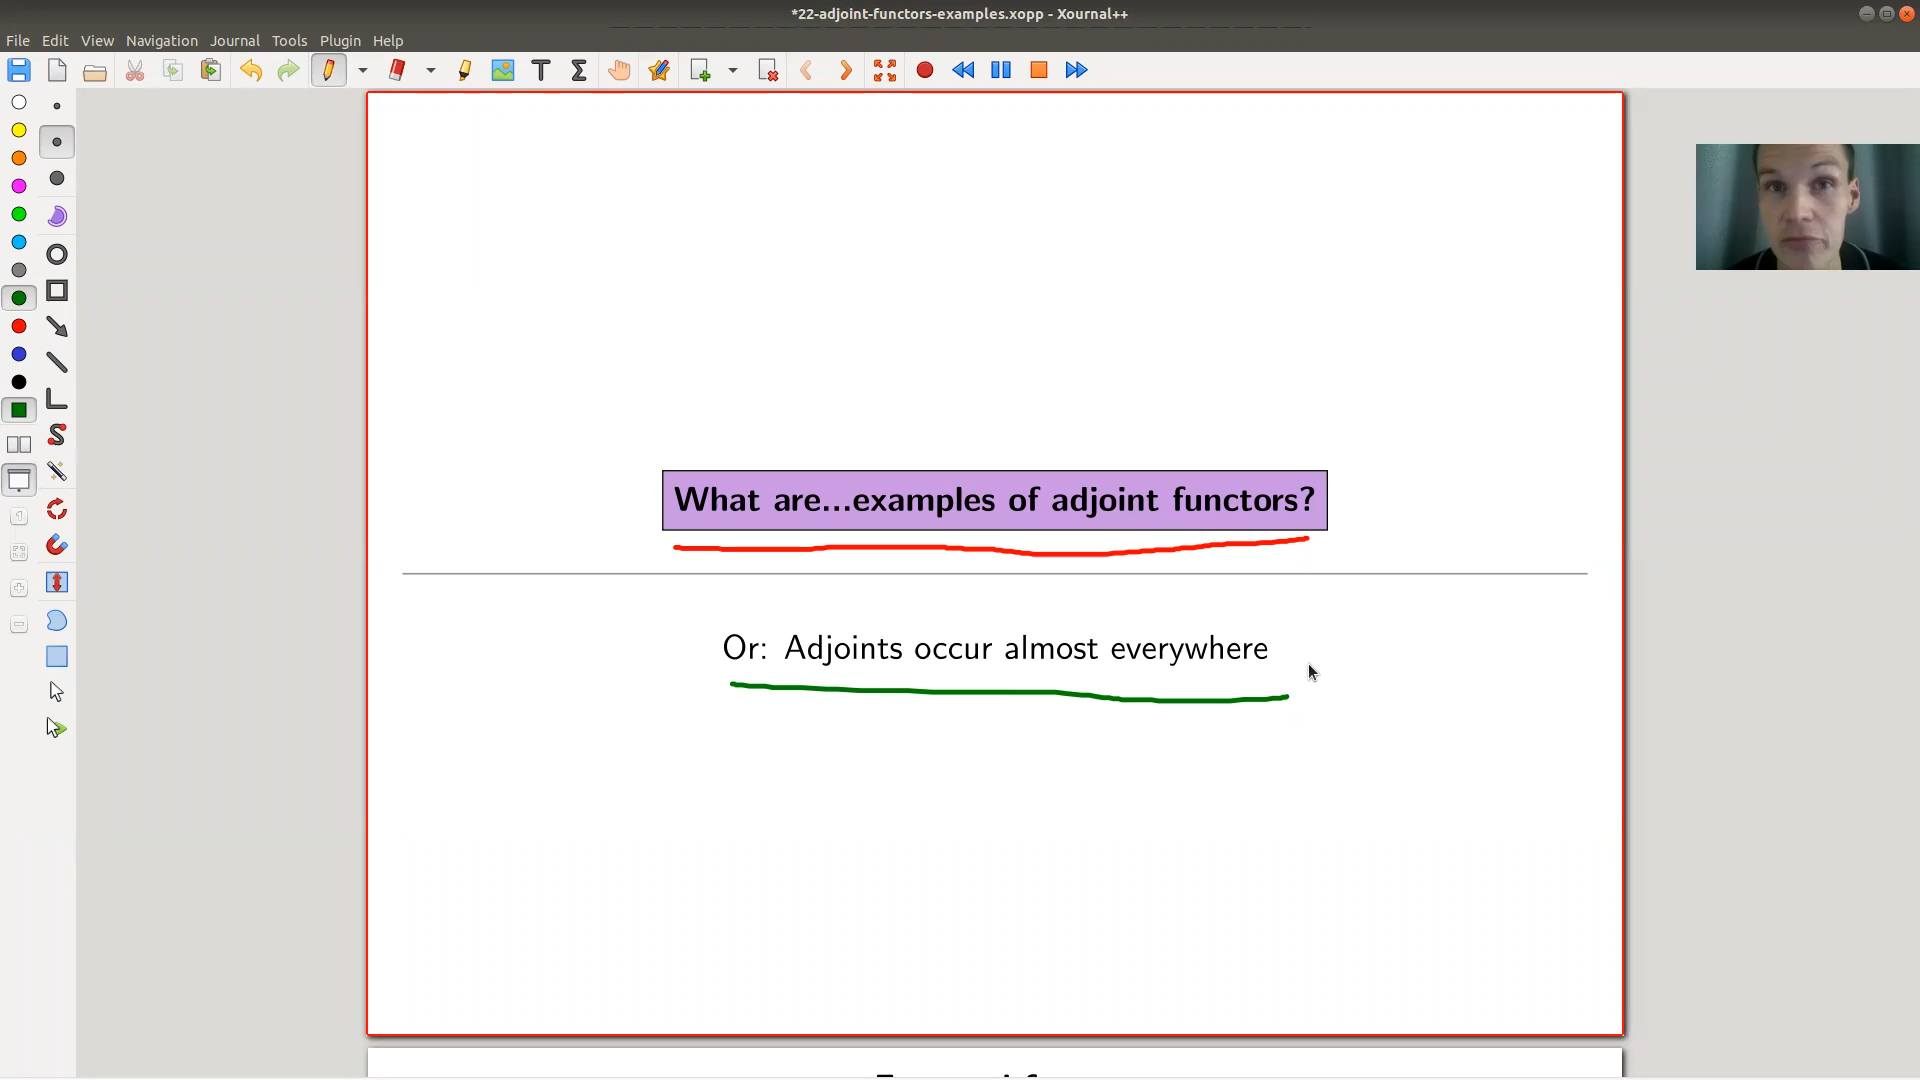 *22-adjoint-functors-examples.xopp - Xournal++
File Edit View Navigation Journal Tools Plugin Help
What are...examples of adjoint functors?
Or: Adjoints occur almost everywhere